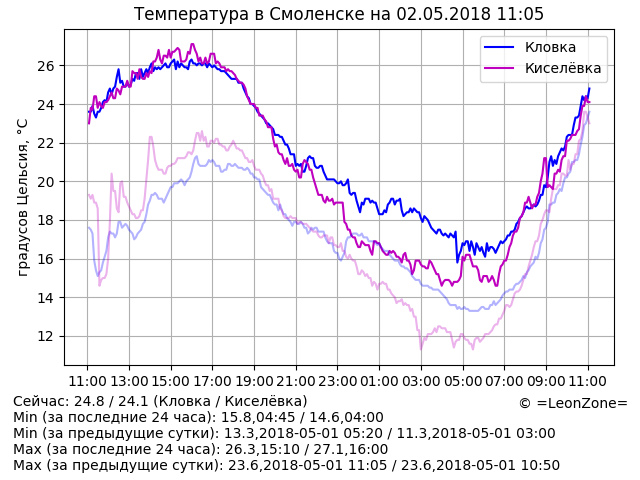 Температура в Смоленске на 02.05.2018 11:05
Кловка
Киселёвка
градусов Цельсия, °C
26
24
22
20
18
16
14
12
11:00 13:00 15:00 17:00 19:00 21:00 23:00 01:00 03:00 05:00 07:00 09:00 11:00
Сейчас: 24.8 / 24.1 (Кловка / Киселёвка)
© =LeonZone=
Min (за последние 24 часа): 15.8,04:45 / 14.6,04:00
Min (за предыдущие сутки): 13.3,2018-05-01 05:20 / 11.3,2018-05-01 03:00
Max (за последние 24 часа): 26.3,15:10 / 27.1,16:00
Max (за предыдущие сутки): 23.6,2018-05-01 11:05 / 23.6,2018-05-01 10:50